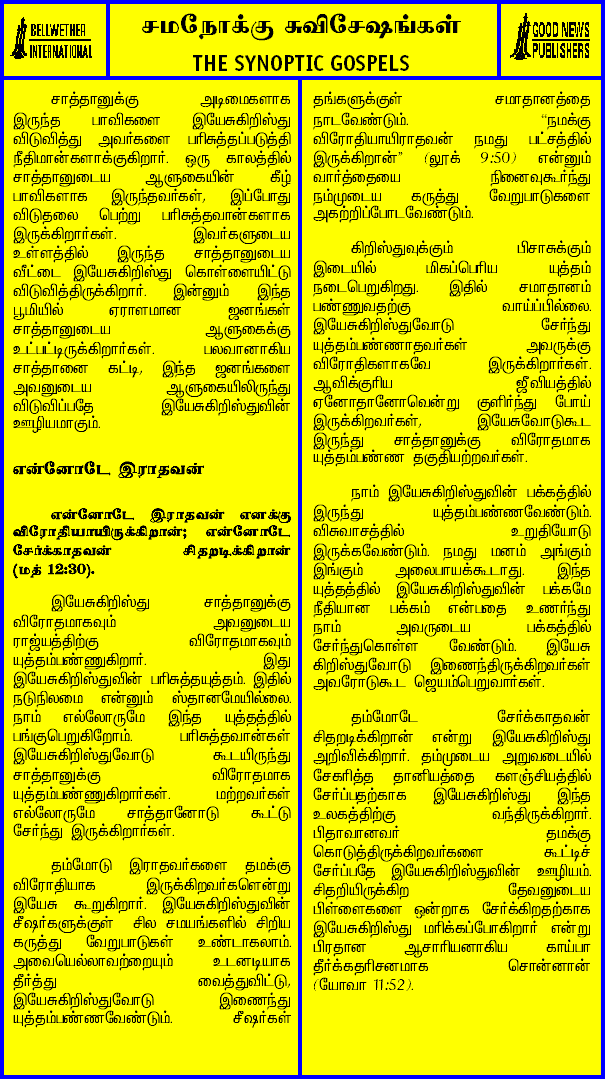 BELLWETHER
INTERNATIONAL
சமநோக்கு சுவிசேஷங்கள்
THE SYNOPTIC GOSPELS
GOOD NEWS
PUBLISHERS
சாத்தானுக்கு அடிமைகளாக
இருந்த பாவிகளை இயேசுகிறிஸ்து
விடுவித்து அவர்களை பரிசுத்தப்படுத்தி
நீதிமான்களாக்குகிறார். ஒரு காலத்தில்
சாத்தானுடைய ஆளுகையின் கீழ்
பாவிகளாக இருந்தவர்கள், இப்போது
விடுதலை பெற்று பரிசுத்தவான்களாக
இருக்கிறார்கள். இவர்களுடைய
உள்ளத்தில் இருந்த சாத்தானுடைய
வீட்டை இயேசுகிறிஸ்து கொள்ளையிட்டு
விடுவித்திருக்கிறார். இன்னும் இந்த
பூமியில் ஏராளமான ஜனங்கள்
சாத்தானுடைய ஆளுகைக்கு
உட்பட்டிருக்கிறார்கள். பலவானாகிய
சாத்தானை கட்டி, இந்த ஜனங்களை
அவனுடைய ஆளுகையிலிருந்து
விடுவிப்பதே இயேசுகிறிஸ்துவின்
ஊழியமாகும்.
என்னோடே இராதவன்
என்னோடே இராதவன் எனக்கு
விரோதியாயிருக்கிறான்; என்னோடே
சேர்க்காதவன் சிதறடிக்கிறான்
(மத் 12:30).
இயேசுகிறிஸ்து சாத்தானுக்கு
விரோதமாகவும் அவனுடைய
ராஜ்யத்திற்கு விரோதமாகவும்
யுத்தம்பண்ணுகிறார். இது
இயேசுகிறிஸ்துவின் பரிசுத்தயுத்தம். இதில்
நடுநிலமை என்னும் ஸ்தானமேயில்லை.
நாம் எல்லோருமே இந்த யுத்தத்தில்
பங்குபெறுகிறோம். பரிசுத்தவான்கள்
இயேசுகிறிஸ்துவோடு கூடயிருந்து
சாத்தானுக்கு விரோதமாக
யுத்தம்பண்ணுகிறார்கள். மற்றவர்கள்
எல்லோருமே சாத்தானோடு கூட்டு
சேர்ந்து இருக்கிறார்கள்.
தம்மோடு இராதவர்களை தமக்கு
விரோதியாக இருக்கிறவர்களென்று
இயேசு கூறுகிறார். இயேசுகிறிஸ்துவின்
சீஷர்களுக்குள் சில சமயங்களில் சிறிய
கருத்து வேறுபாடுகள் உண்டாகலாம்.
அவையெல்லாவற்றையும் உடனடியாக
தீர்த்து வைத்துவிட்டு,
இயேசுகிறிஸ்துவோடு இணைந்து
யுத்தம்பண்ணவேண்டும். சீஷர்கள்
தங்களுக்குள் சமாதானத்தை
நாடவேண்டும். “நமக்கு
விரோதியாயிராதவன் நமது பட்சத்தில்
இருக்கிறான்” (லூக் 9:50) என்னும்
வார்த்தையை நினைவுகூர்ந்து
நம்முடைய கருத்து வேறுபாடுகளை
அகற்றிப்போடவேண்டும்.
கிறிஸ்துவுக்கும் பிசாசுக்கும்
இடையில் மிகப்பெரிய யுத்தம்
நடைபெறுகிறது. இதில் சமாதானம்
பண்ணுவதற்கு வாய்ப்பில்லை.
இயேசுகிறிஸ்துவோடு சேர்ந்து
யுத்தம்பண்ணாதவர்கள் அவருக்கு
விரோதிகளாகவே இருக்கிறார்கள்.
ஆவிக்குரிய ஜீவியத்தில்
ஏனோதானோவென்று குளிர்ந்து போய்
இருக்கிறவர்கள், இயேசுவோடுகூட
இருந்து சாத்தானுக்கு விரோதமாக
யுத்தம்பண்ண தகுதியற்றவர்கள்.
நாம் இயேசுகிறிஸ்துவின் பக்கத்தில்
இருந்து யுத்தம்பண்ணவேண்டும்.
விசுவாசத்தில் உறுதியோடு
இருக்கவேண்டும். நமது மனம் அங்கும்
இங்கும் அலைபாயக்கூடாது. இந்த
யுத்தத்தில் இயேசுகிறிஸ்துவின் பக்கமே
நீதியான பக்கம் என்பதை உணர்ந்து
நாம் அவருடைய பக்கத்தில்
சேர்ந்துகொள்ள வேண்டும். இயேசு
கிறிஸ்துவோடு இணைந்திருக்கிறவர்கள்
அவரோடுகூட ஜெயம்பெறுவார்கள்.
தம்மோடே சேர்க்காதவன்
சிதறடிக்கிறான் என்று இயேசுகிறிஸ்து
அறிவிக்கிறார். தம்முடைய அறுவடையில்
சேகரித்த தானியத்தை களஞ்சியத்தில்
சேர்ப்பதற்காக இயேசுகிறிஸ்து இந்த
உலகத்திற்கு வந்திருக்கிறார்.
பிதாவானவர் தமக்கு
கொடுத்திருக்கிறவர்களை கூட்டிச்
சேர்ப்பதே இயேசுகிறிஸ்துவின் ஊழியம்.
சிதறியிருக்கிற தேவனுடைய
பிள்ளைகளை ஒன்றாக சேர்க்கிறதற்காக
இயேசுகிறிஸ்து மரிக்கப்போகிறார் என்று
பிரதான ஆசாரியனாகிய காய்பா
தீர்க்கதரிசனமாக சொன்னான்
(யோவா 11:52).